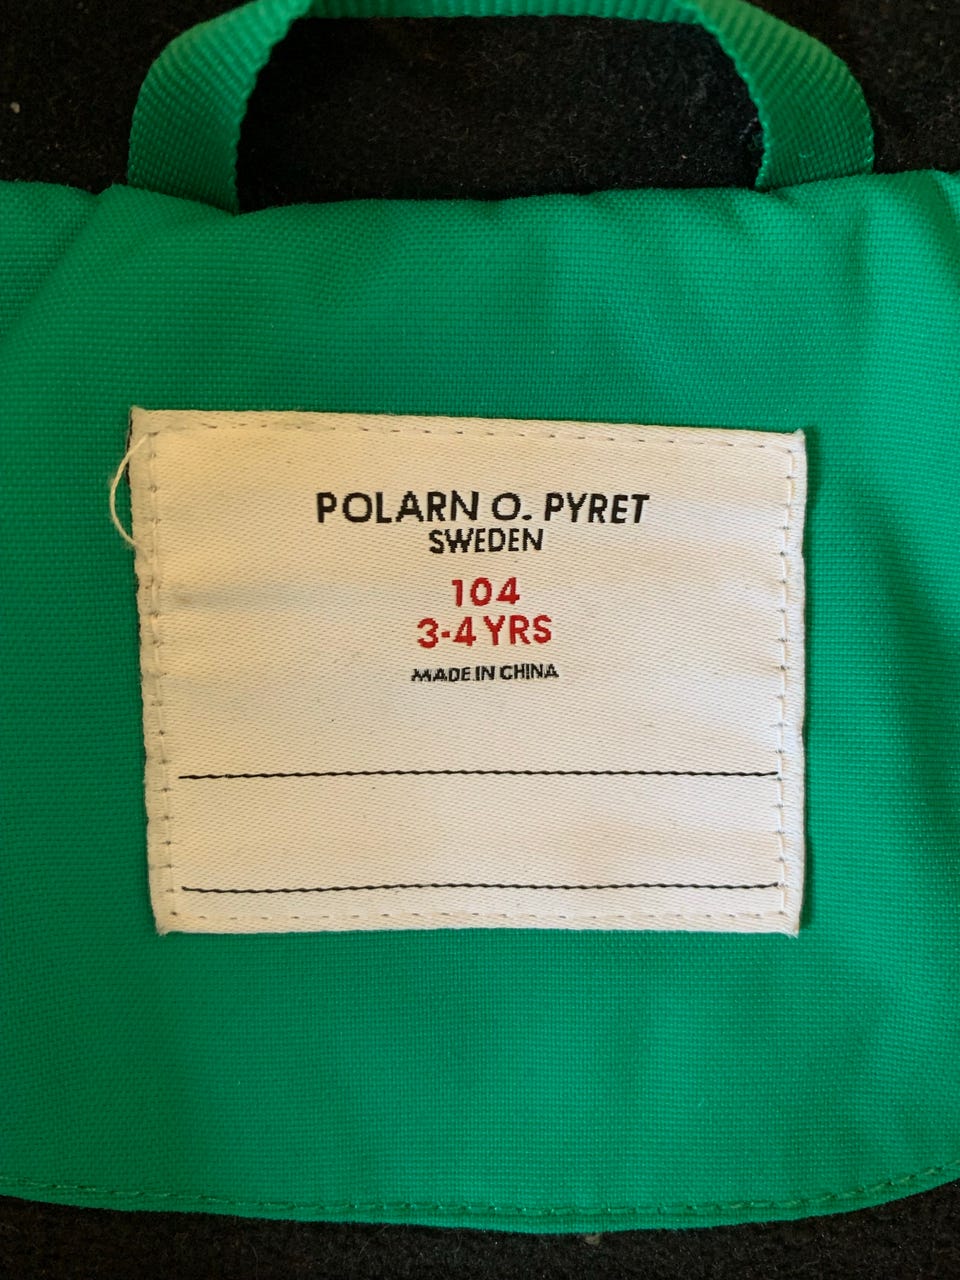 POLARN O. PYRET
SWEDEN
104
3-4 YRS
MADE IN CHINA